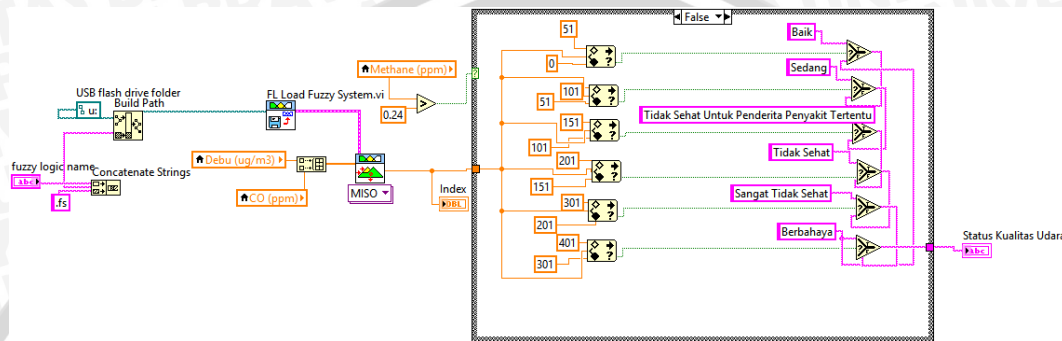 False
51
Baik
0
Methane (ppm)
Sedang
USB flash drive folder
Build Path
FL Load Fuzzy System.vi
101
51
0.24
u:
151
Tidak Sehat Untuk Penderita Penyakit Tertentu
101
Tidak Sehat
fuzzy logic name
Concatenate Strings
Debu (ug/m3)
201
abc
.fs
CO (ppm)
MISO
Index
DBL
151
Sangat Tidak Sehat
301
201
Berbahaya
401
301
Status Kualitas Udara
abc